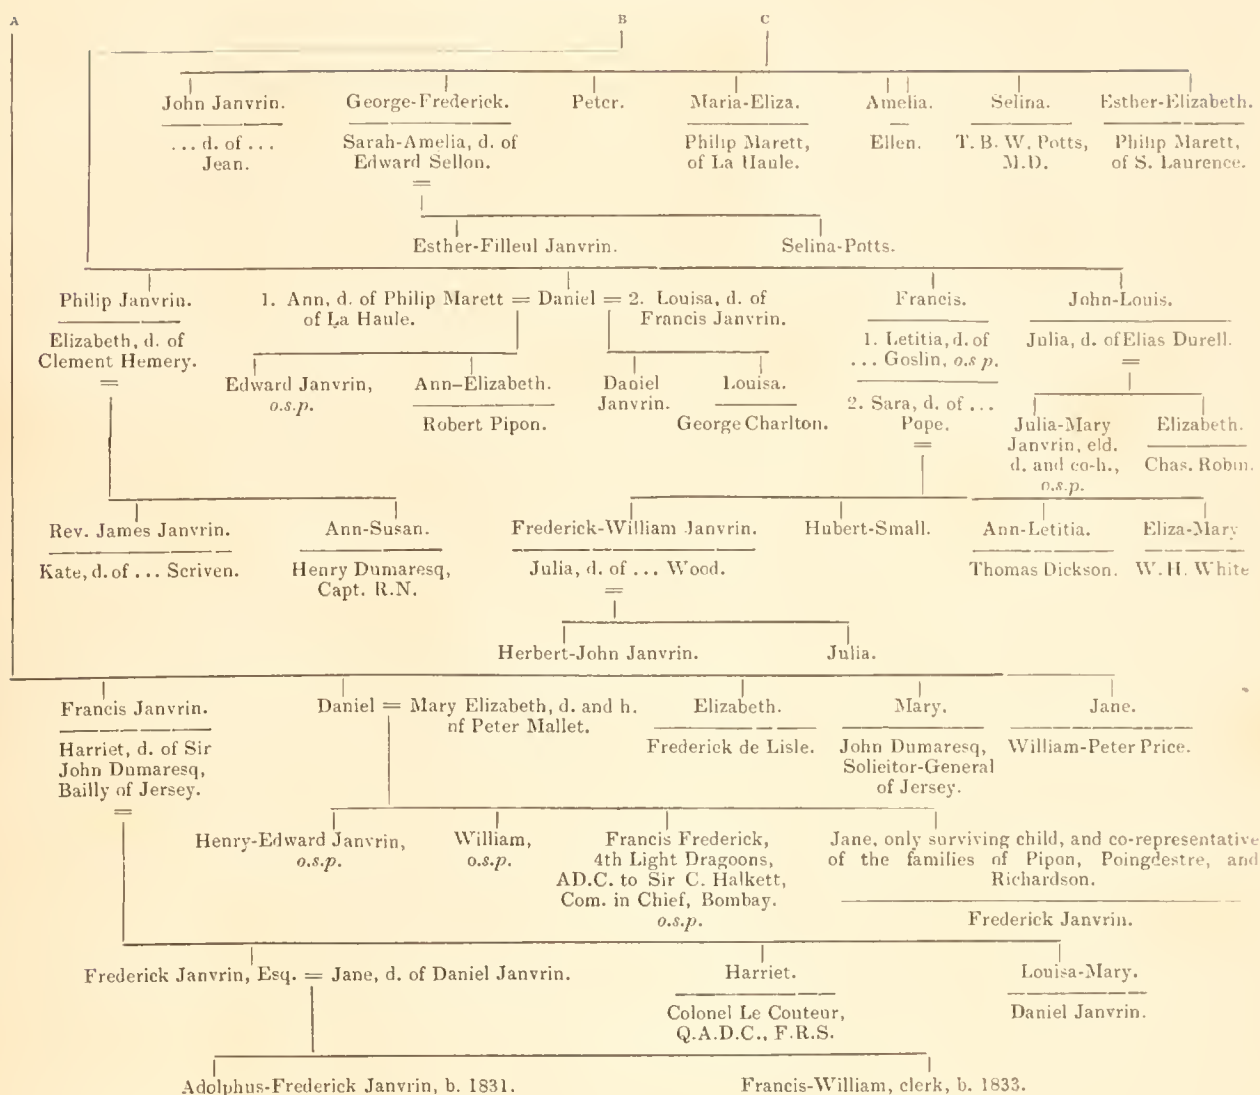 A
B
C
John Janvrin.
... d. of ...
Jean.
George-Frederick.
Sarah-Amelia, d. of
Edward Sellon.
=
Peter.
Maria-Eliza.
Philip Marett,
of La Haule.
Amelia.
Ellen.
Selina.
T. B. W. Potts,
M.D.
Esther-Elizabeth.
Philip Marett,
of S. Laurence.
Esther-Filleul Janvrin.
Selina-Potts.
Philip Janvrin.
Elizabeth, d. of
Clement Hemery.
=
1. Ann, d. of Philip Marett = Daniel = 2. Louisa, d. of
of La Haule.
Francis Janvrin.
Francis.
1. Letitia, d. of
... Goslin, o.s p.
2. Sara, d. of ...
Pope.
=
John-Louis.
Julia, d. of Elias Durell.
=
Edward Janvrin,
o.s.p.
Ann-Elizabeth.
Robert Pipon.
Daniel
Janvrin.
Louisa.
George Charlton.
Julia-Mary
Janvrin, eld.
d. and co-h.,
o.s.p.
Elizabeth.
Chas. Robin.
Rev. James Janvrin.
Kate, d. of ... Scriven.
Ann-Susan.
Henry Dumaresq,
Capt. R.N.
Frederick-William Janvrin.
Julia, d. of ... Wood.
=
Hubert-Small.
Ann-Letitia.
Thomas Dickson.
Eliza-Mary
W. H. White
Herbert-John Janvrin.
Julia.
Francis Janvrin.
Harriet, d. of Sir
John Dumaresq,
Bailly of Jersey.
=
Daniel = Mary Elizabeth, d. and h.
of Peter Mallet.
Elizabeth.
Frederick de Lisle.
Mary.
John Dumaresq,
Solicitor-General
of Jersey.
Jane.
William-Peter Price.
Henry-Edward Janvrin,
o.s.p.
William,
o.s.p.
Francis Frederick,
4th Light Dragoons,
AD.C. to Sir C. Halkett,
Com. in Chief, Bombay.
o.s.p.
Jane, only surviving child, and co-representative
of the families of Pipon, Poingdestre, and
Richardson.
Frederick Janvrin.
Frederick Janvrin, Esq. = Jane, d. of Daniel Janvrin.
Harriet.
Colonel Le Couteur,
Q.A.D.C., F.R.S.
Louisa-Mary.
Daniel Janvrin.
Adolphus-Frederick Janvrin, b. 1831.
Francis-William, clerk, b. 1833.